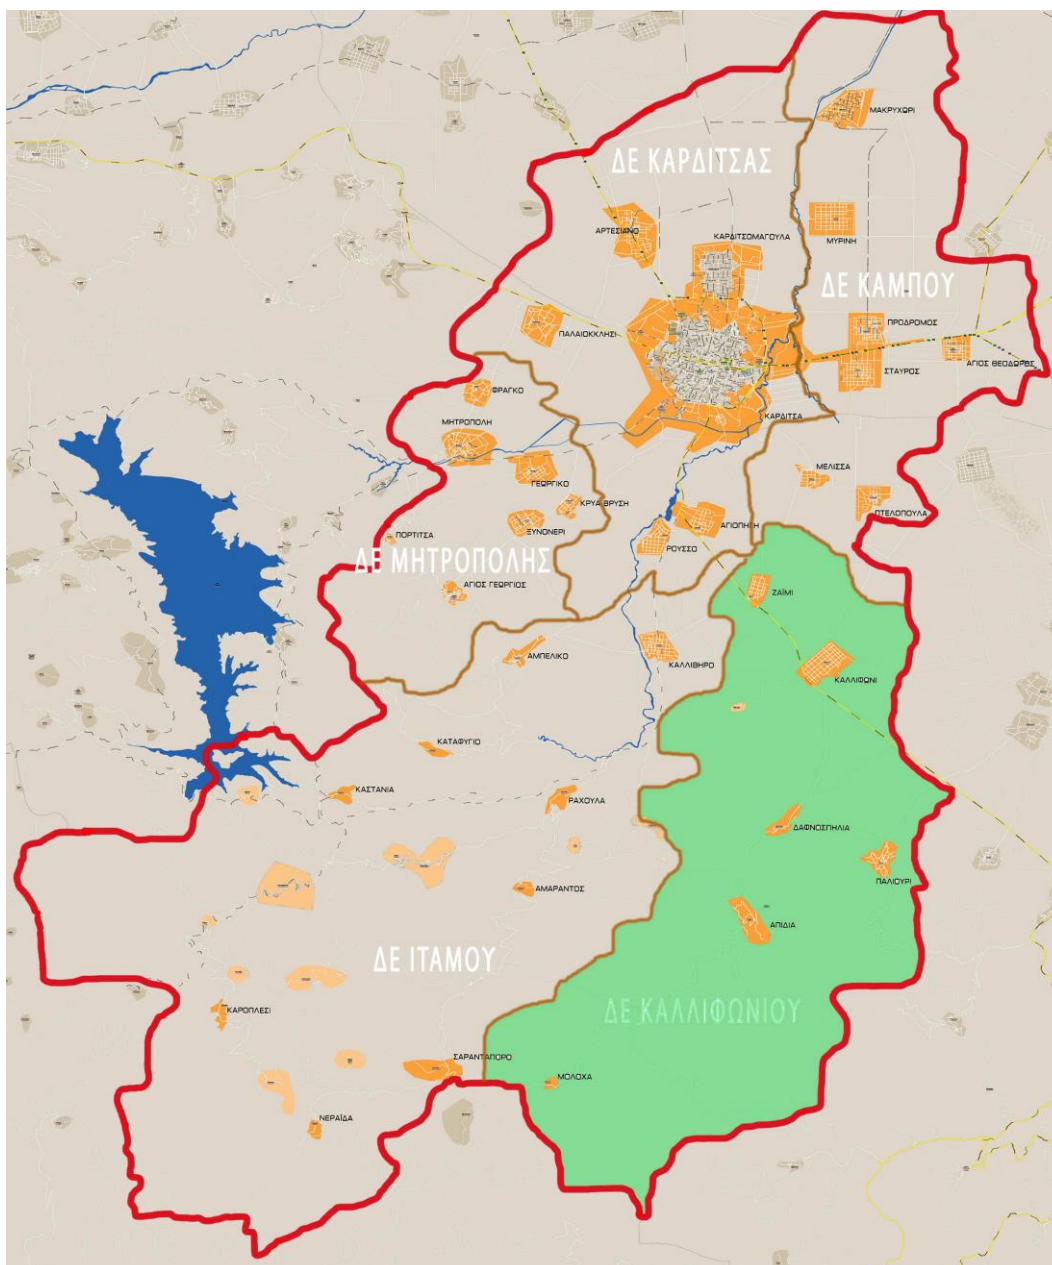 ΜΑΚΡΥΧΩΡΙ
ΔΕ ΚΑΡΔΙΤΣΑΣ
ΑΡΤΕΣΙΑΝΟ
ΚΑΡΔΙΤΣΟΜΑΓΟΥΛΑ
ΜΥΡΙΝΗ
ΔΕ ΚΑΜΠΟΥ
ΠΑΛΑΙΟΚΚΛΗΣΙ
ΠΡΟΔΡΟΜΟΣ
ΑΓΙΟΣ ΘΕΟΔΩΡΟΣ
ΣΤΑΥΡΟΣ
ΦΡΑΓΚΟ
ΚΑΡΔΙΤΣΑ
ΜΗΤΡΟΠΟΛΗ
ΜΕΛΙΣΣΑ
ΓΕΩΡΓΙΚΟ
ΚΡΥΑ ΒΡΥΣΗ
ΠΤΕΛΟΠΟΥΛΑ
ΑΓΙΟΠΗΓΗ
ΠΟΡΤΙΤΣΑ
ΞΥΝΟΝΕΡΙ
ΡΟΥΣΣΟ
ΔΕ ΜΗΤΡΟΠΟΛΗΣ
ΑΓΙΟΣ ΓΕΩΡΓΙΟΣ
ΖΑΪΜΙ
ΑΜΠΕΛΙΚΟ
ΚΑΛΛΙΘΗΡΟ
ΚΑΛΛΙΦΩΝΙ
ΚΑΤΑΦΥΓΙΟ
ΚΑΣΤΑΝΙΑ
ΡΑΧΟΥΛΑ
ΔΑΦΝΟΣΠΗΛΙΑ
ΠΑΛΙΟΥΡΙ
ΑΜΑΡΑΝΤΟΣ
ΑΠΙΔΙΑ
ΔΕ ΙΤΑΜΟΥ
ΚΑΡΟΠΛΕΣΙ
ΔΕ ΚΑΛΛΙΦΩΝΙΟΥ
ΣΑΡΑΝΤΑΠΟΡΟ
ΜΟΛΟΧΑ
ΝΕΡΑΪΔΑ